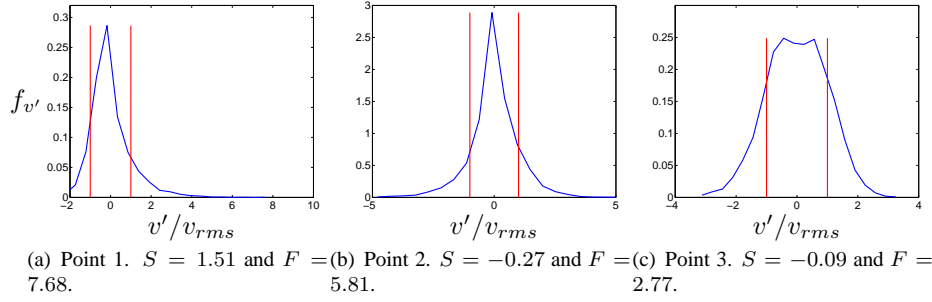 0.3
0.25
0.2
0.15
0.1
0.05
0
−2 0 2 4 6 8 10
f_{v'}
v'/v_{rms}
3
2.5
2
1.5
1
0.5
0
−5 0 5
v'/v_{rms}
0.25
0.2
0.15
0.1
0.05
0
−4 −2 0 2 4
v'/v_{rms}
(a) Point 1. S = 1.51 and F =
7.68.
(b) Point 2. S = −0.27 and F =
5.81.
(c) Point 3. S = −0.09 and F =
2.77.